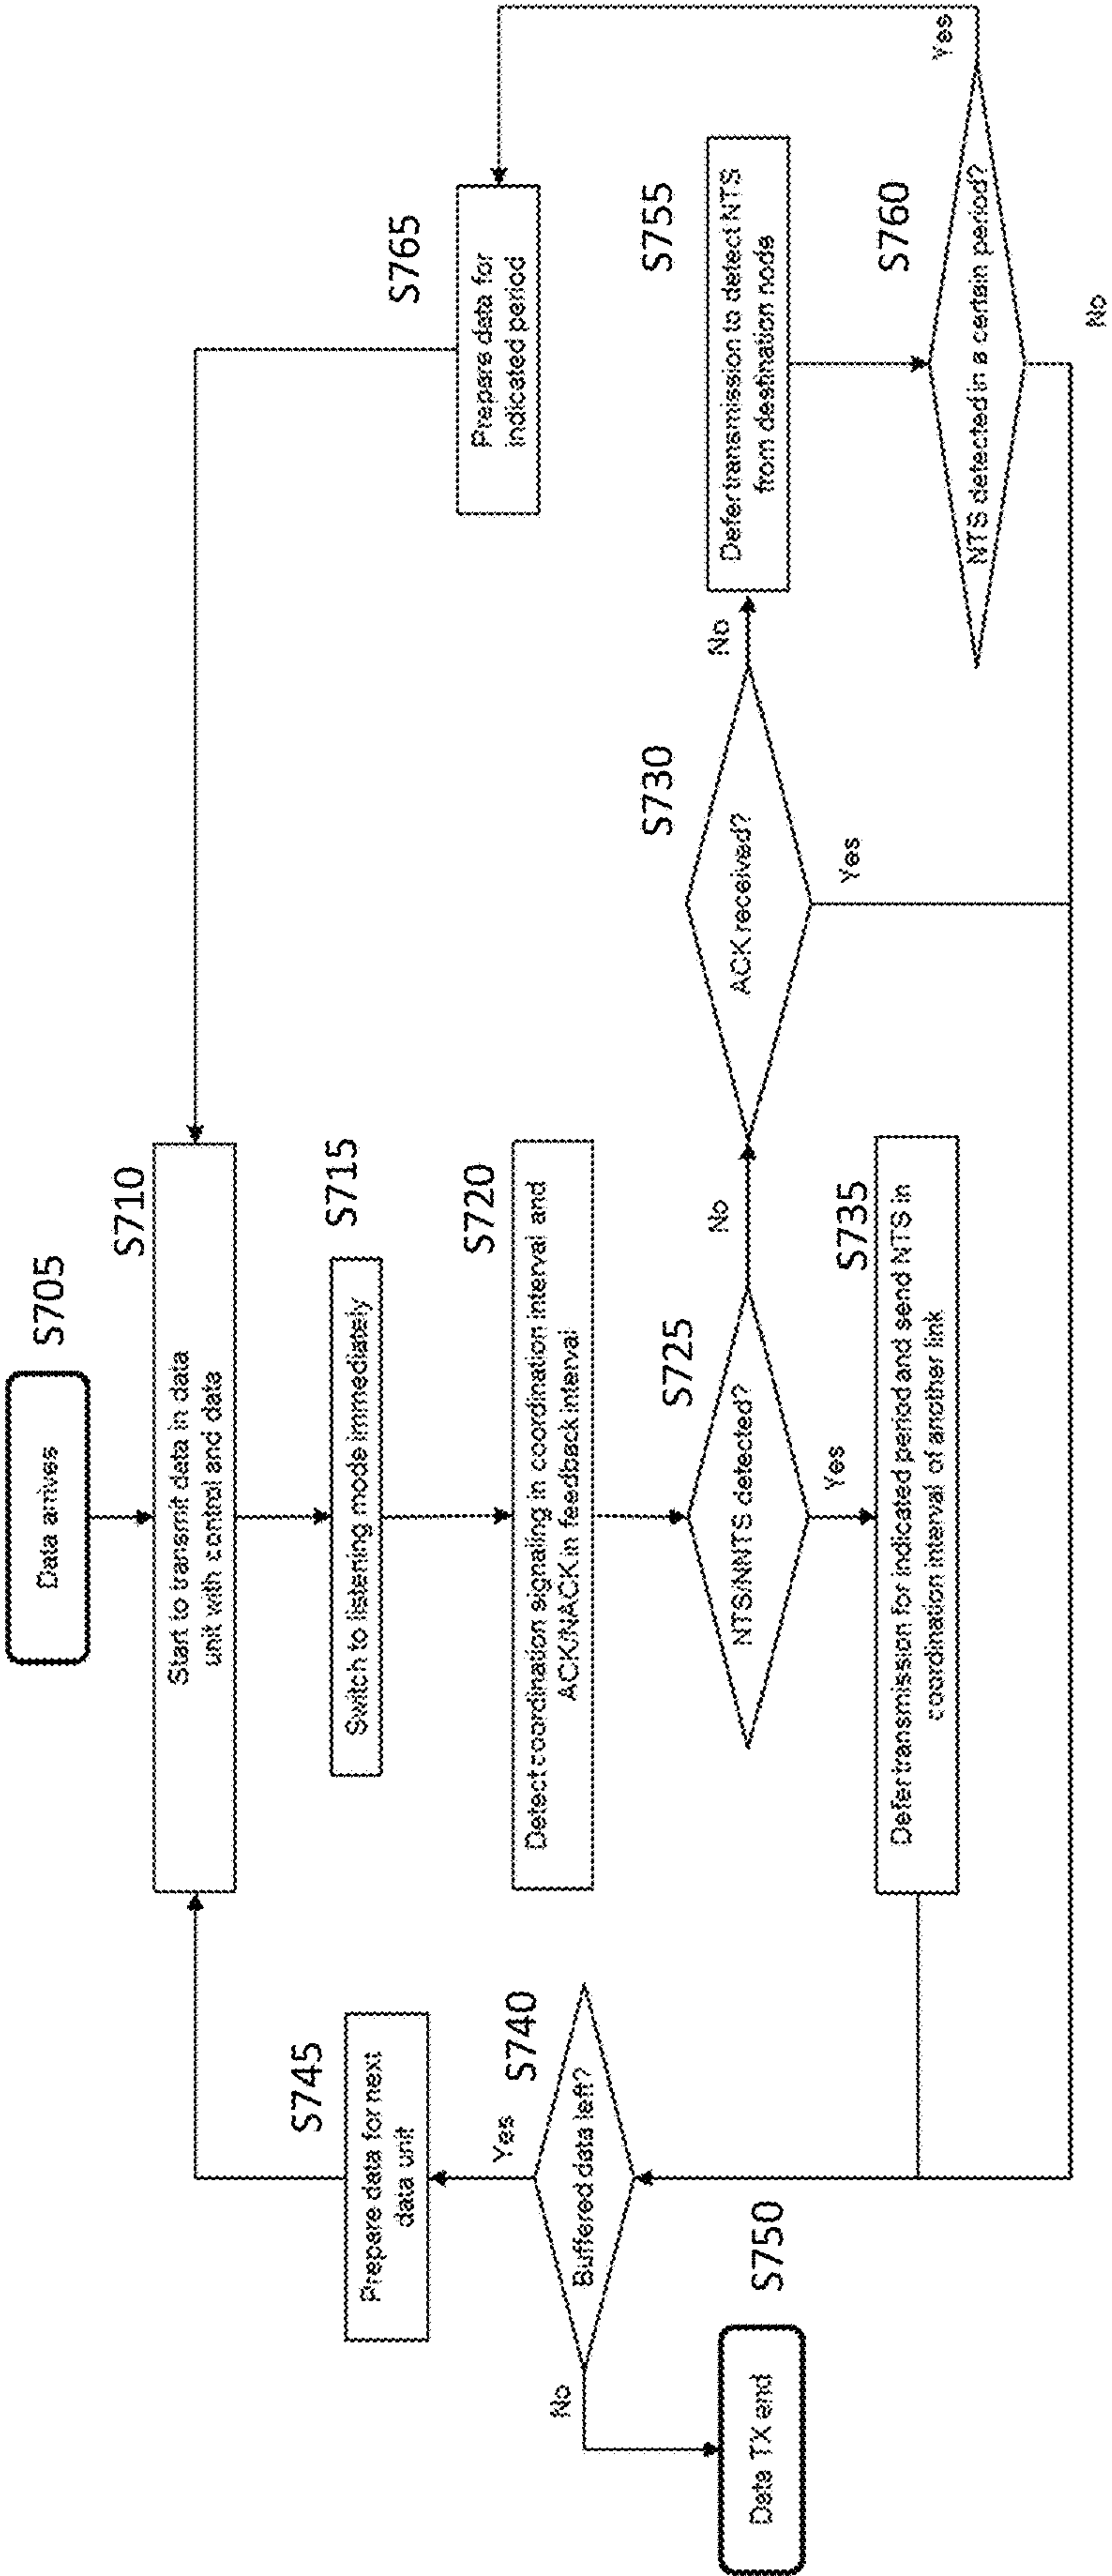 Data arrives
S705
Start to transmit data in data
unit with control and data
S710
Switch to listening mode immediately
S715
Detect coordination signaling in coordination interval and
ACK/NACK in feedback interval
S720
NTS/NNTS detected?
S725
No
Yes
ACK received?
S730
No
Yes
Defer transmission for indicated period and send NTS in
coordination interval of another link
S735
Buffered data left?
S740
Yes
No
Prepare data for next
data unit
S745
Data TX end
S750
Defer transmission to detect NTS
from destination node
S755
NTS detected in a certain period?
S760
Yes
No
Prepare data for
indicated period
S765